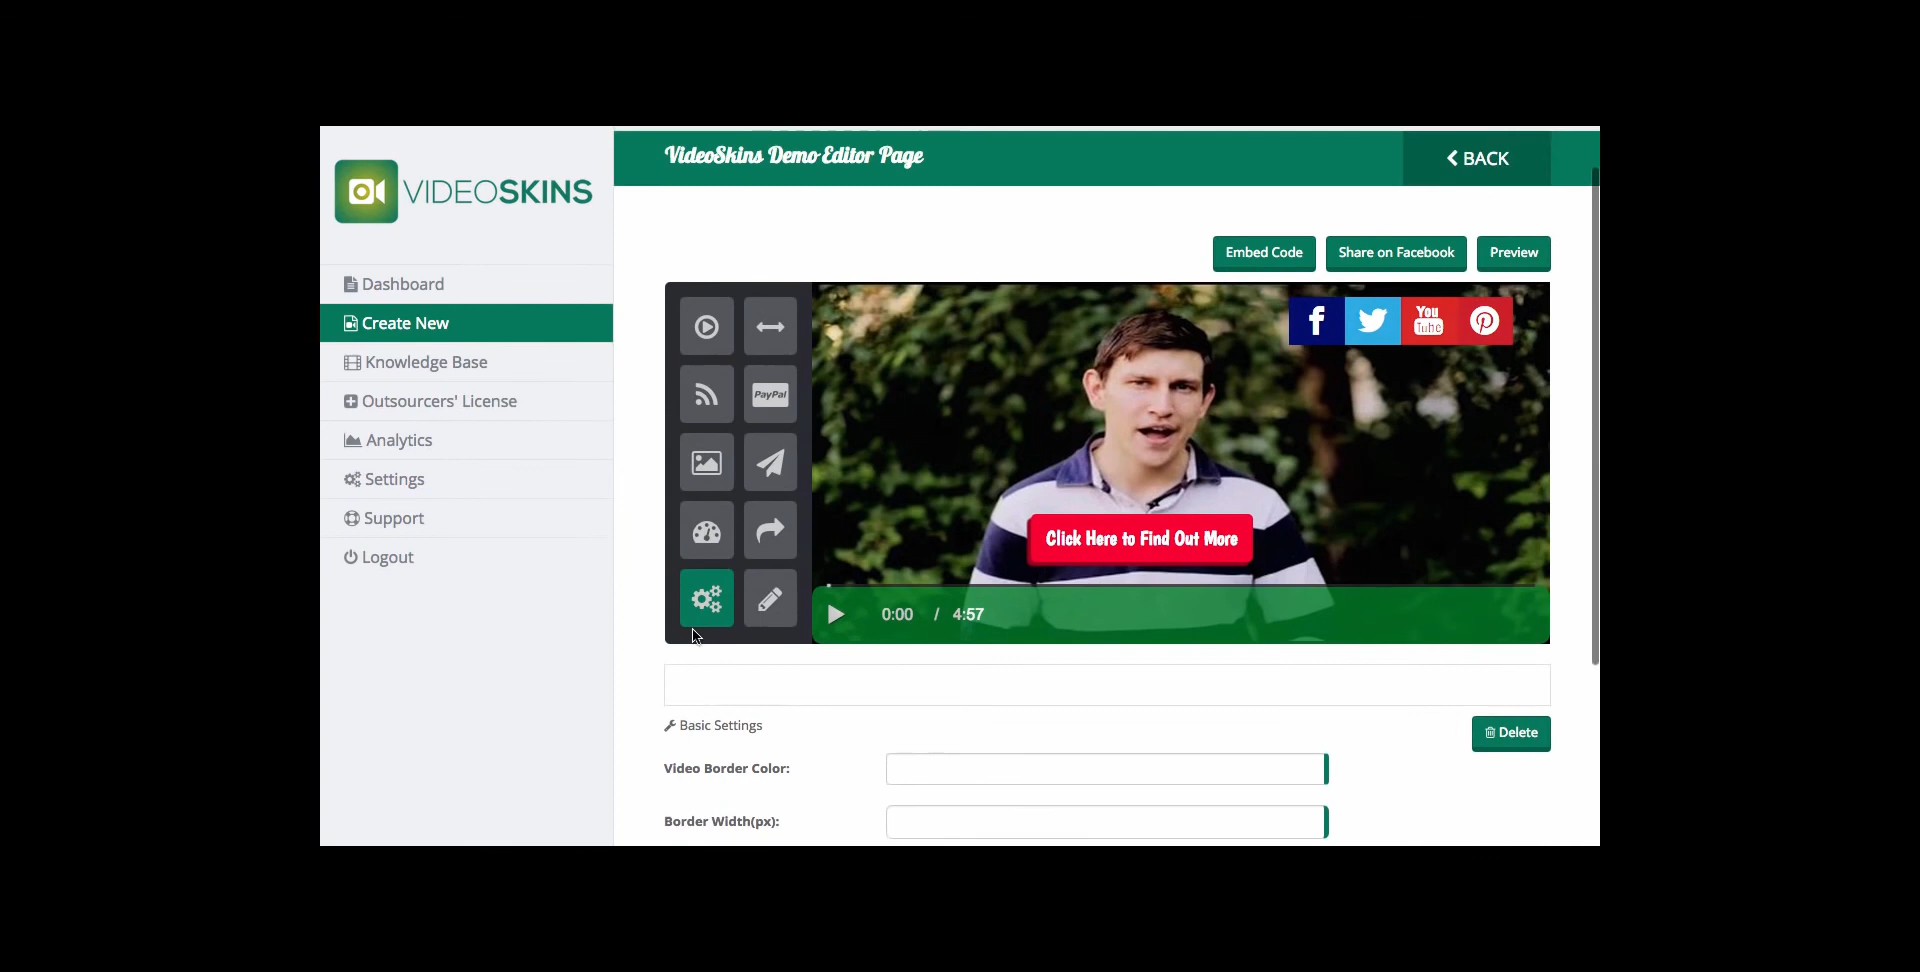 VIDEOSKINS
Dashboard
Create New
Knowledge Base
Outsourcers' License
Analytics
Settings
Support
Logout
VideoSkins Demo Editor Page
BACK
Embed Code
Share on Facebook
Preview
PayPal
You
Tube
Click Here to Find Out More
0:00 / 4:57
Basic Settings
Delete
Video Border Color:
Border Width(px):